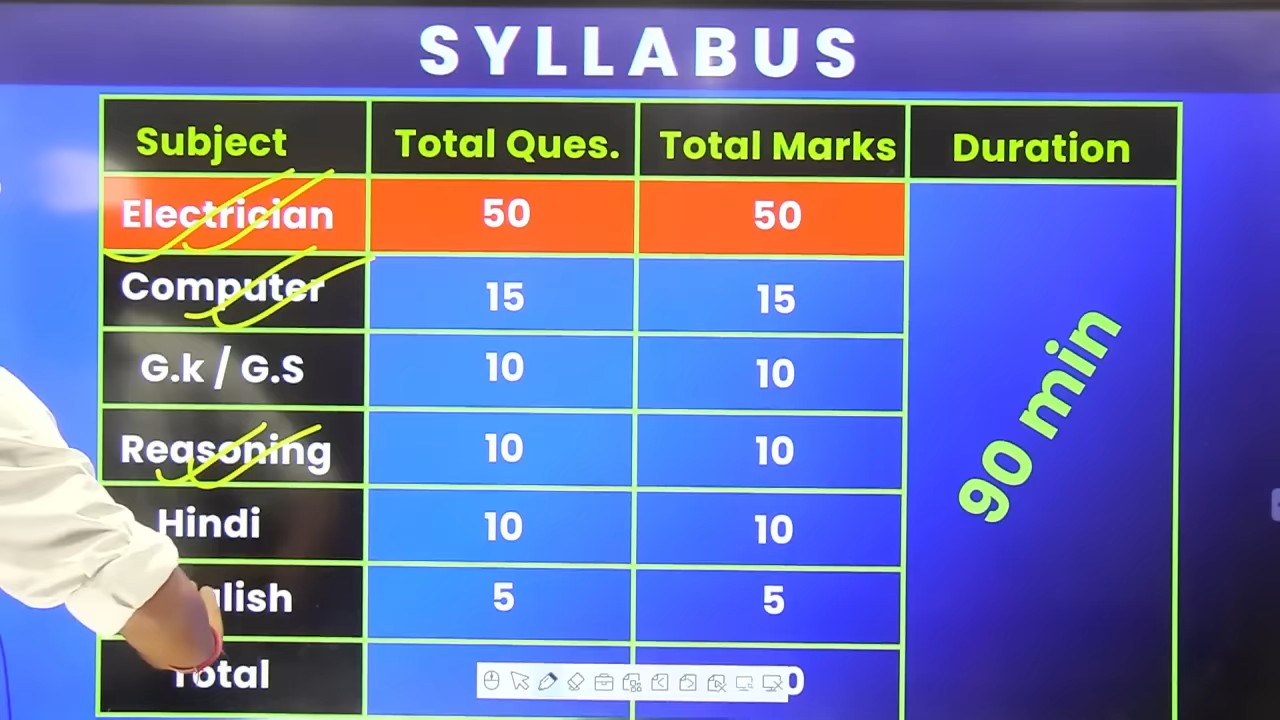 SYLLABUS
Subject Total Ques. Total Marks Duration
Electrician 50 50
Computer 15 15
G.k / G.S 10 10
Reasoning 10 10
Hindi 10 10
lish 5 5
Total 0
90 min